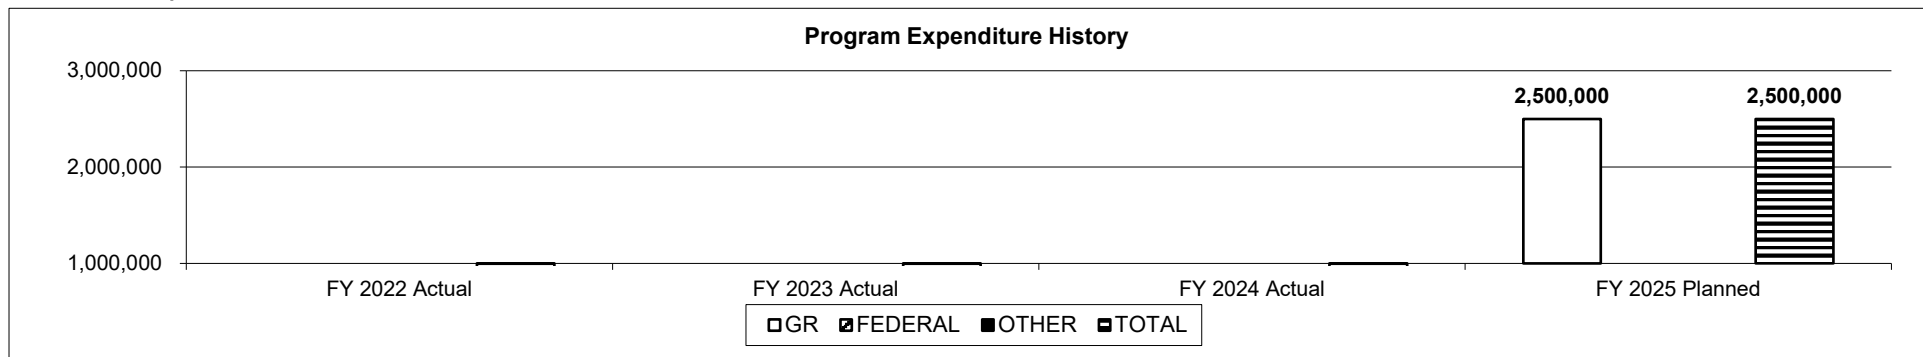 Program Expenditure History
3,000,000
2,500,000 2,500,000
2,000,000
1,000,000
FY 2022 Actual FY 2023 Actual FY 2024 Actual FY 2025 Planned
GR FEDERAL OTHER TOTAL